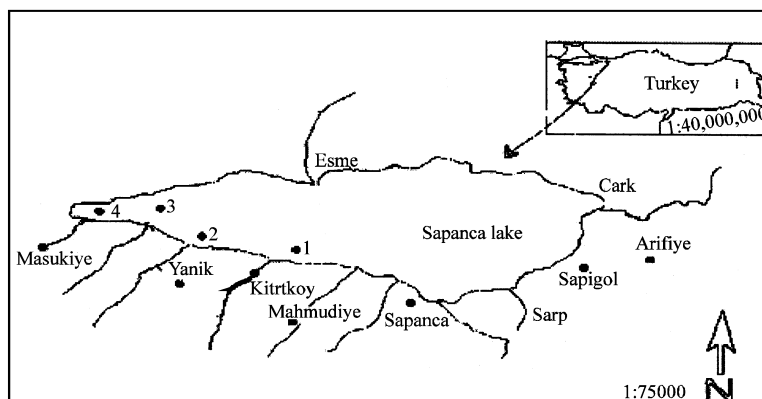 Turkey
1:40,000,000
Esme
Cark
4
3
2
1
Sapanca lake
Arifiye
Masukiye
Yanik
Kitrtkoy
Sapigol
Mahmudiye
Sapanca
Sarp
1:75000
N